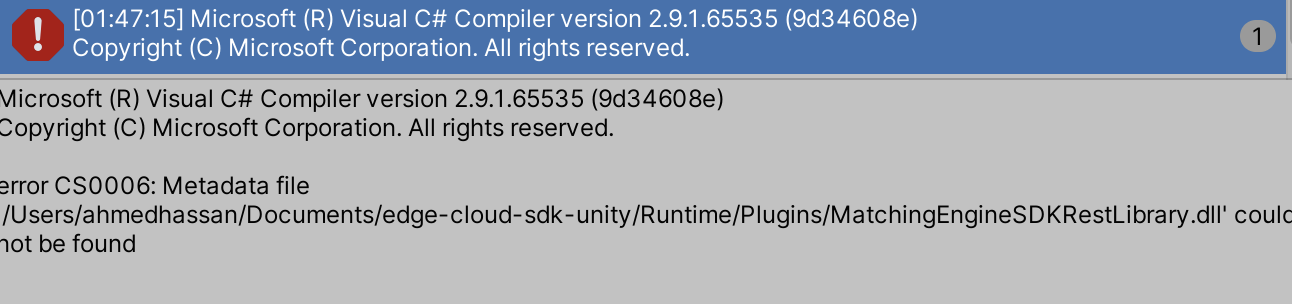 [01:47:15] Microsoft (R) Visual C# Compiler version 2.9.1.65535 (9d34608e)
Copyright (C) Microsoft Corporation. All rights reserved.
1
Microsoft (R) Visual C# Compiler version 2.9.1.65535 (9d34608e)
Copyright (C) Microsoft Corporation. All rights reserved.
error CS0006: Metadata file
'/Users/ahmedhassan/Documents/edge-cloud-sdk-unity/Runtime/Plugins/MatchingEngineSDKRestLibrary.dll' could
not be found